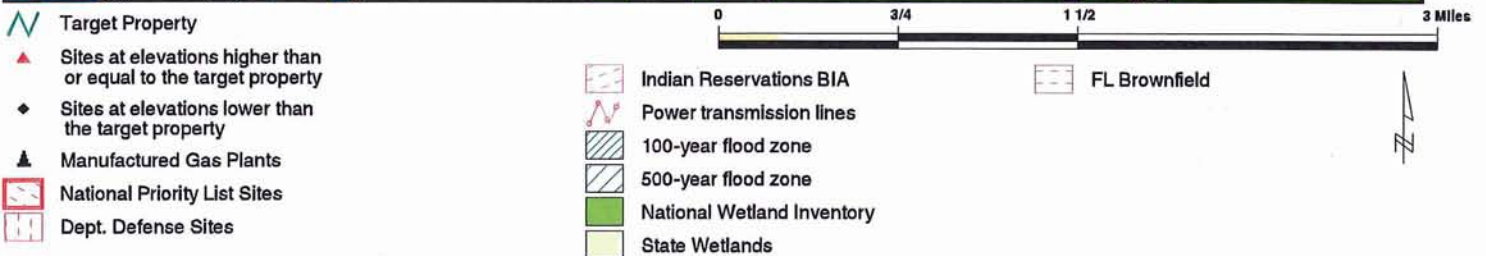 0 3/4 1 1/2 3 Miles
Target Property
Sites at elevations higher than
or equal to the target property
Sites at elevations lower than
the target property
Manufactured Gas Plants
National Priority List Sites
Dept. Defense Sites
Indian Reservations BIA
Power transmission lines
100-year flood zone
500-year flood zone
National Wetland Inventory
State Wetlands
FL Brownfield